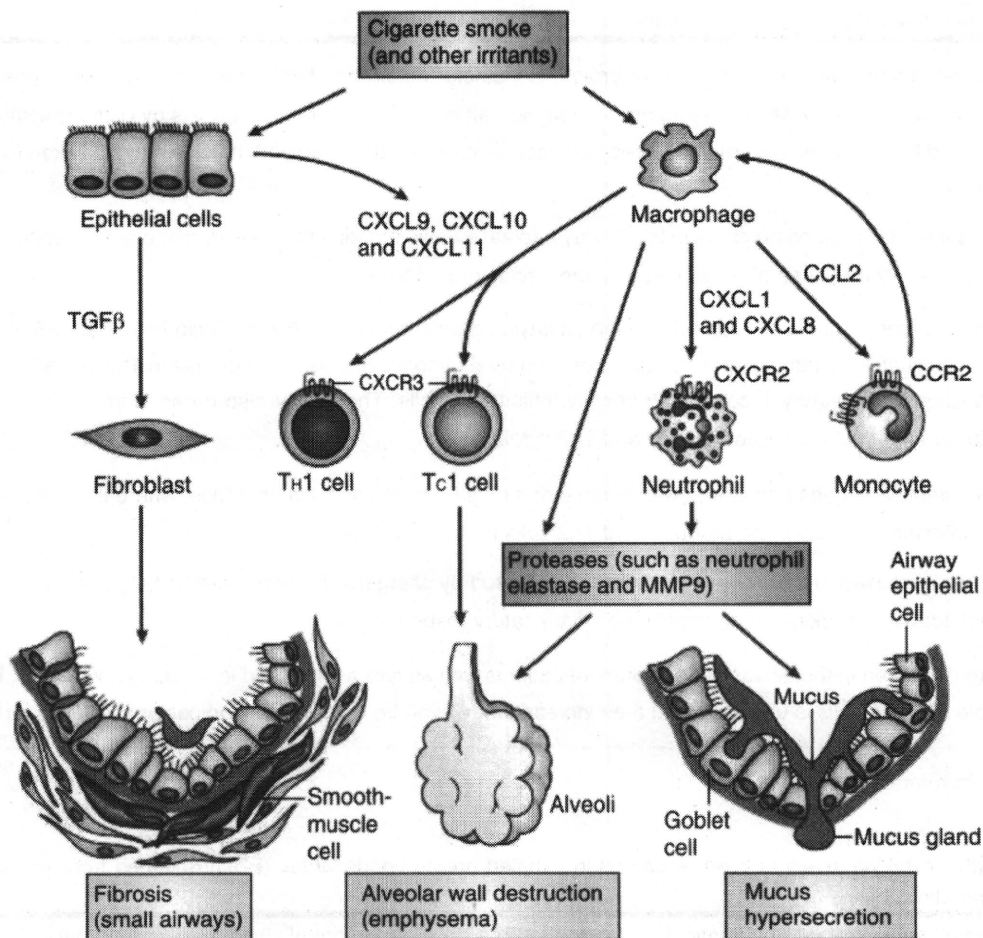 Cigarette smoke
(and other irritants)
Epithelial cells
CXCL9, CXCL10
and CXCL11
Macrophage
CCL2
TGFβ
CXCL1
and CXCL8
CXCR3
CXCR2
CCR2
Fibroblast
TH1 cell
TC1 cell
Neutrophil
Monocyte
Proteases (such as neutrophil
elastase and MMP9)
Airway
epithelial
cell
Mucus
Smooth-
muscle
cell
Alveoli
Goblet
cell
Mucus gland
Fibrosis
(small airways)
Alveolar wall destruction
(emphysema)
Mucus
hypersecretion